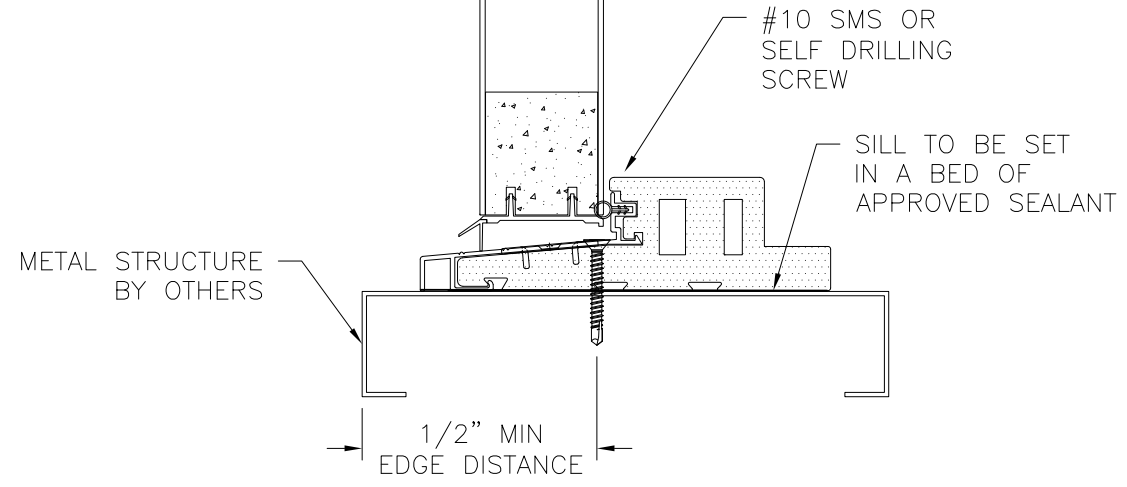 #10 SMS OR
SELF DRILLING
SCREW
SILL TO BE SET
IN A BED OF
APPROVED SEALANT
METAL STRUCTURE
BY OTHERS
1/2” MIN
EDGE DISTANCE